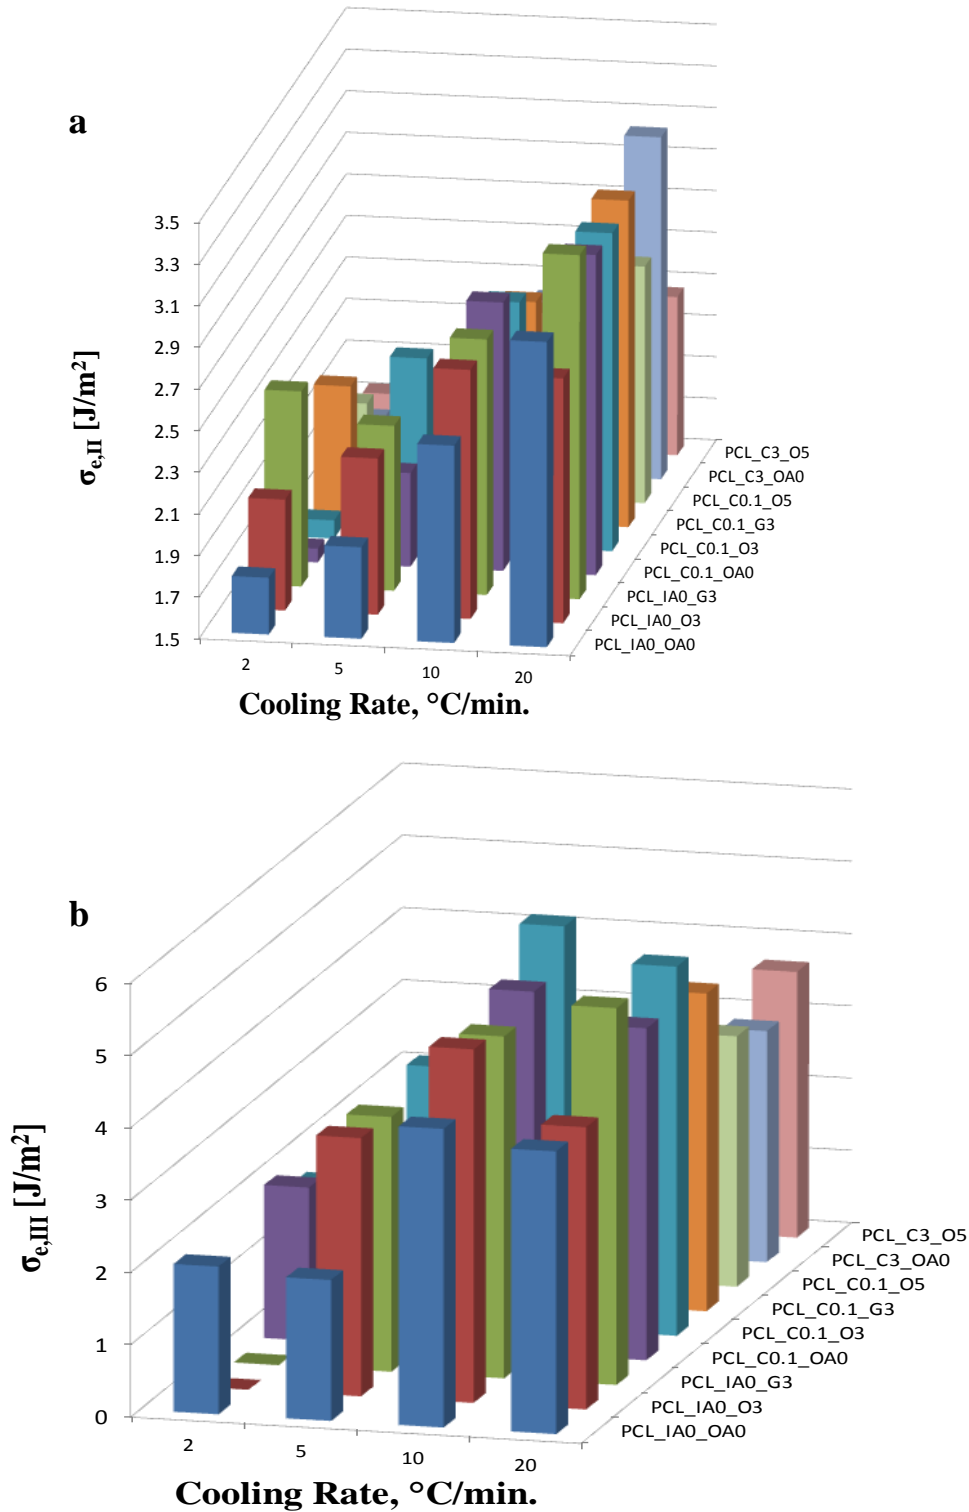 a
3.5
3.3
3.1
2.9
2.7
2.5
2.3
2.1
1.9
1.7
1.5
σe,II [J/m²]
PCL_C3_O5
PCL_C3_OA0
PCL_C0.1_O5
PCL_C0.1_G3
PCL_C0.1_O3
PCL_C0.1_OA0
PCL_IA0_G3
PCL_IA0_O3
PCL_IA0_OA0
2 5 10 20
Cooling Rate, °C/min.
b
6
5
4
3
2
1
0
σe,III [J/m²]
PCL_C3_O5
PCL_C3_OA0
PCL_C0.1_O5
PCL_C0.1_G3
PCL_C0.1_O3
PCL_C0.1_OA0
PCL_IA0_G3
PCL_IA0_O3
PCL_IA0_OA0
2 5 10 20
Cooling Rate, °C/min.